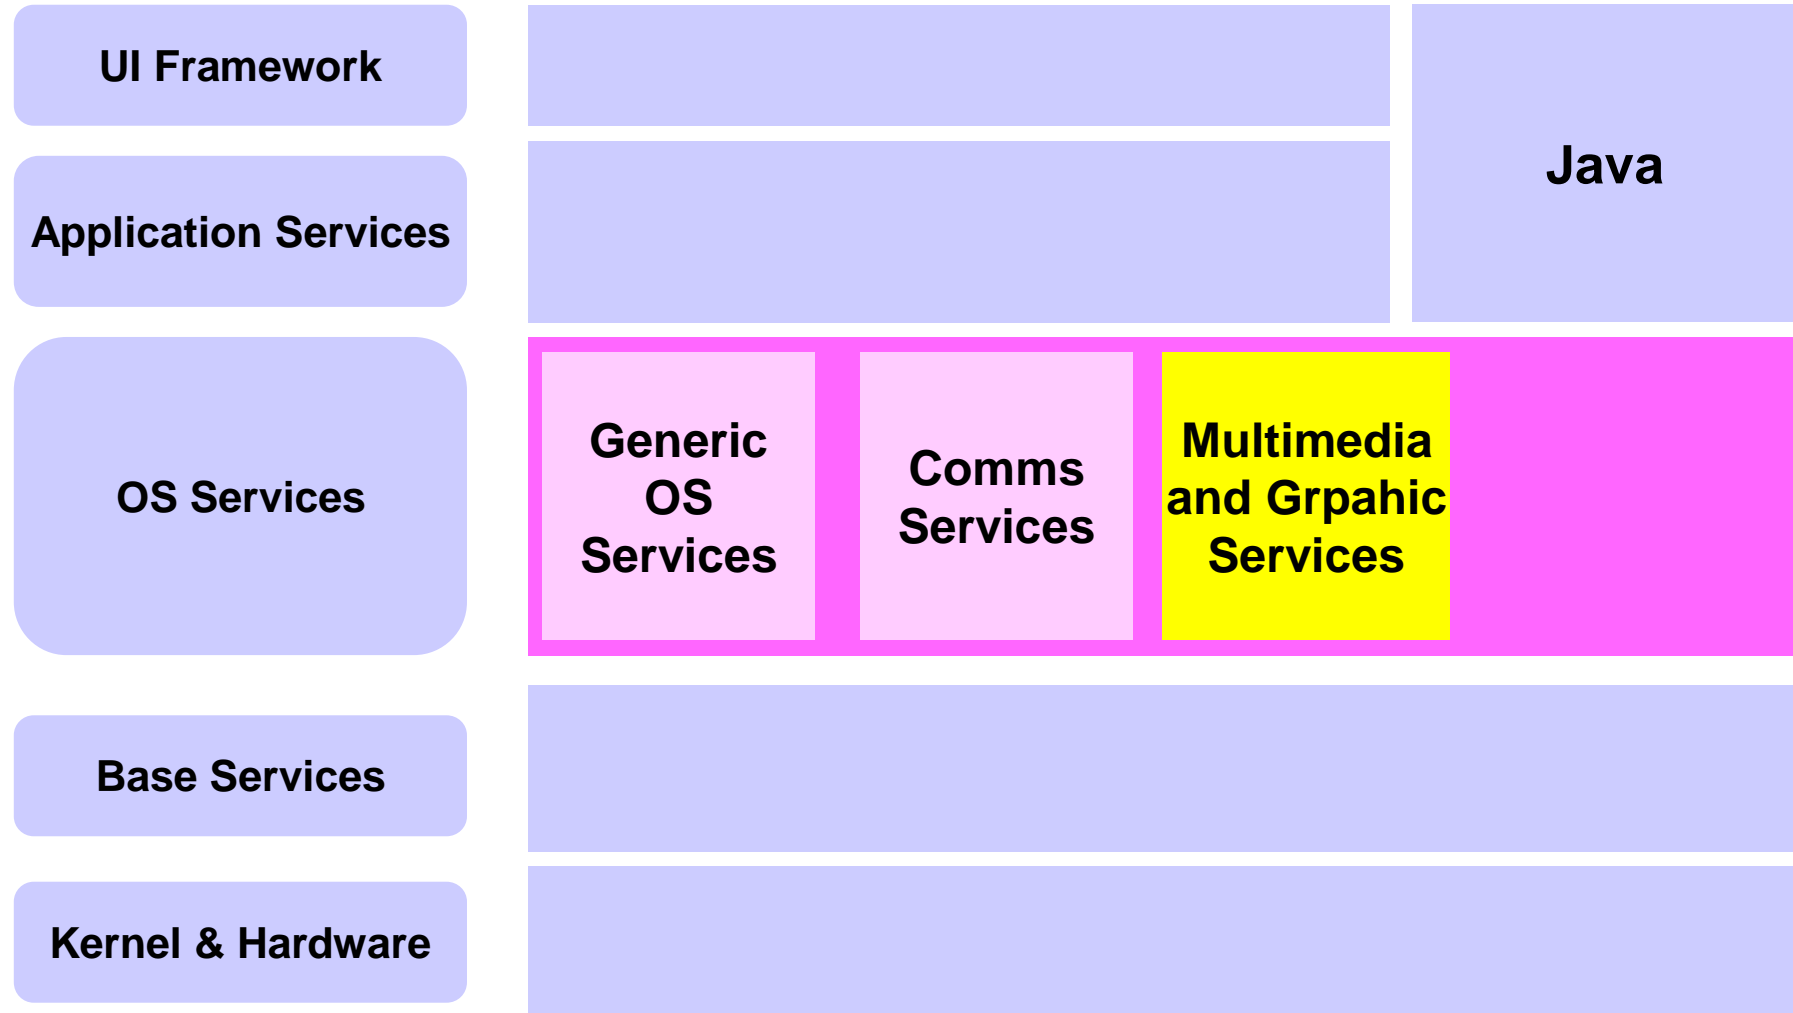 UI Framework
Java
Application Services
OS Services
Generic
OS
Services
Comms
Services
Multimedia
and Grpahic
Services
Base Services
Kernel & Hardware